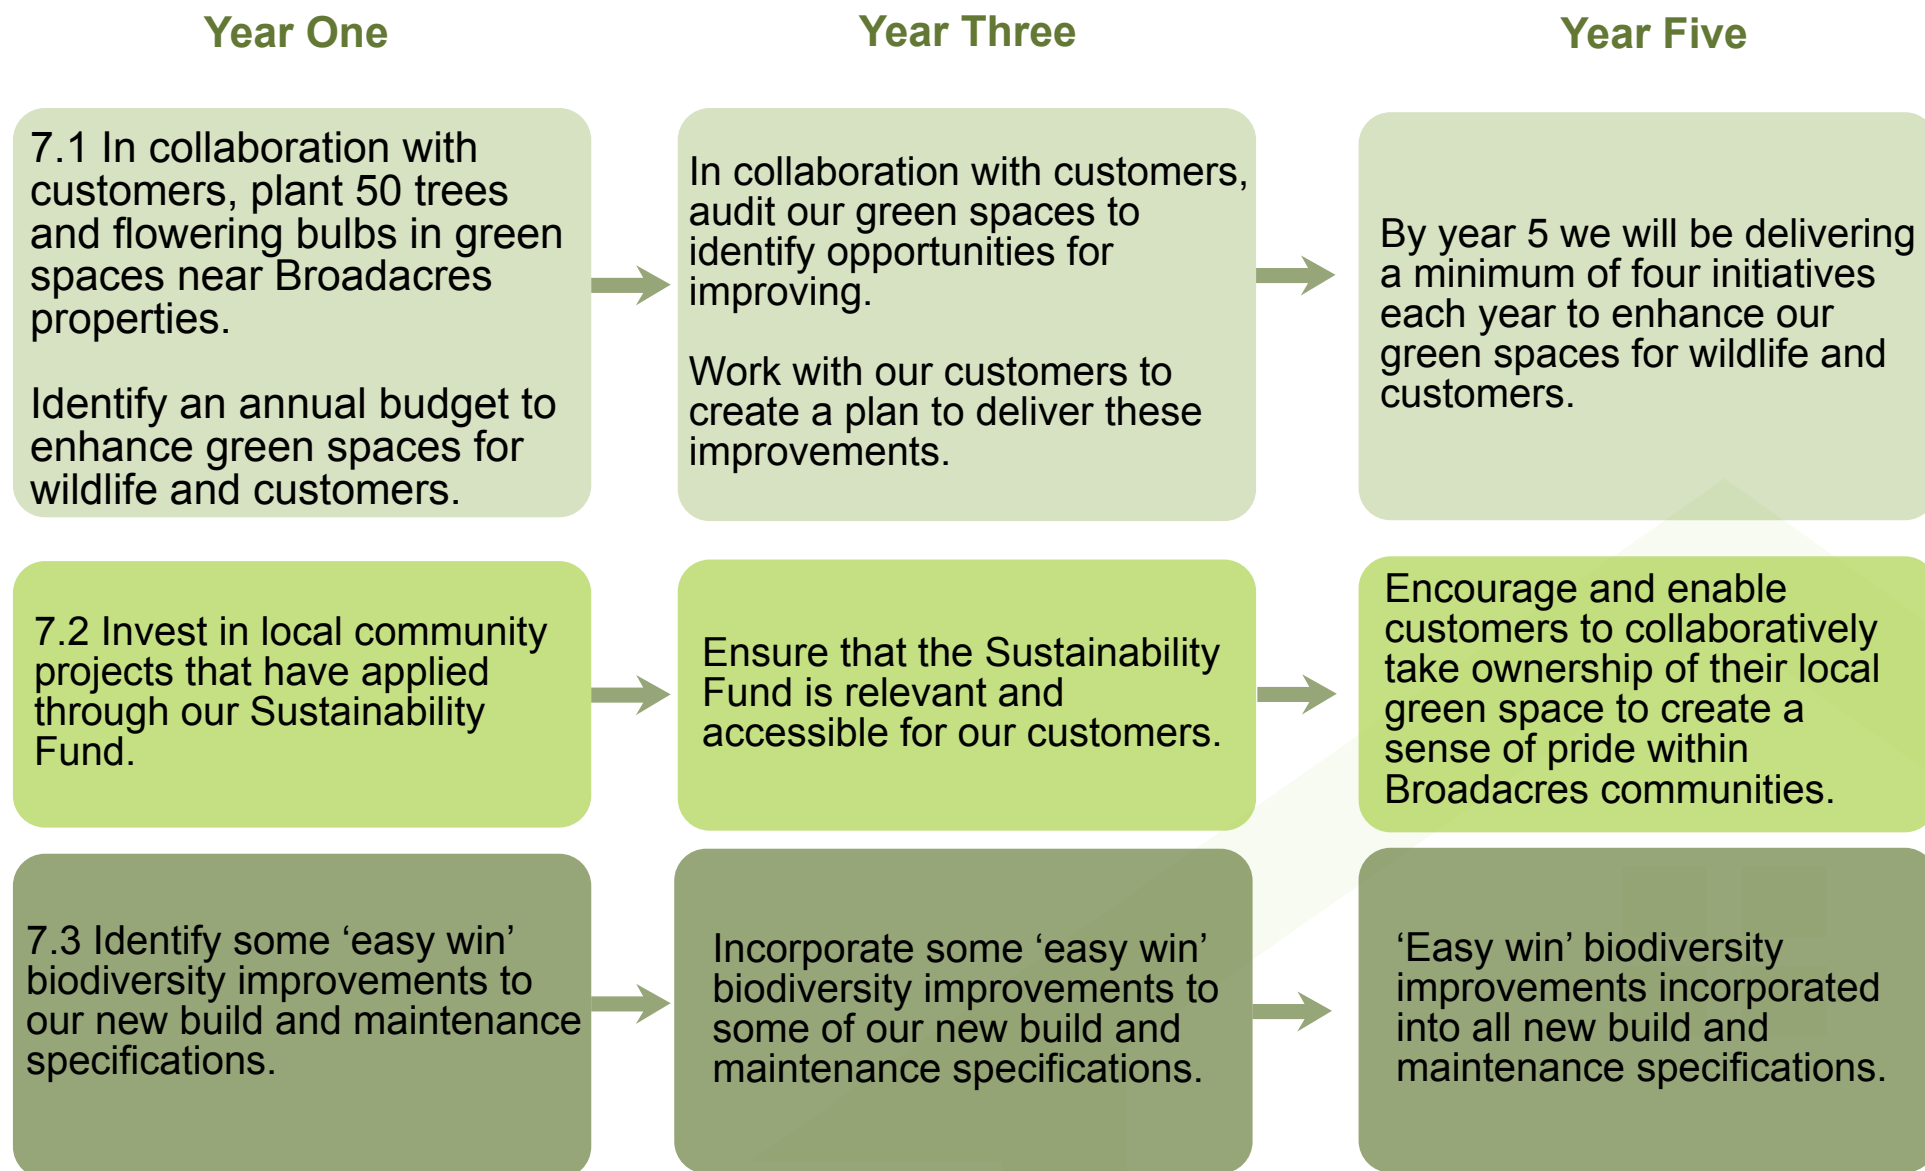 Year One
Year Three
Year Five
7.1 In collaboration with
customers, plant 50 trees
and flowering bulbs in green
spaces near Broadacres
properties.
Identify an annual budget to
enhance green spaces for
wildlife and customers.
In collaboration with customers,
audit our green spaces to
identify opportunities for
improving.
Work with our customers to
create a plan to deliver these
improvements.
By year 5 we will be delivering
a minimum of four initiatives
each year to enhance our
green spaces for wildlife and
customers.
7.2 Invest in local community
projects that have applied
through our Sustainability
Fund.
Ensure that the Sustainability
Fund is relevant and
accessible for our customers.
Encourage and enable
customers to collaboratively
take ownership of their local
green space to create a
sense of pride within
Broadacres communities.
7.3 Identify some ‘easy win’
biodiversity improvements to
our new build and maintenance
specifications.
Incorporate some ‘easy win’
biodiversity improvements to
some of our new build and
maintenance specifications.
‘Easy win’ biodiversity
improvements incorporated
into all new build and
maintenance specifications.